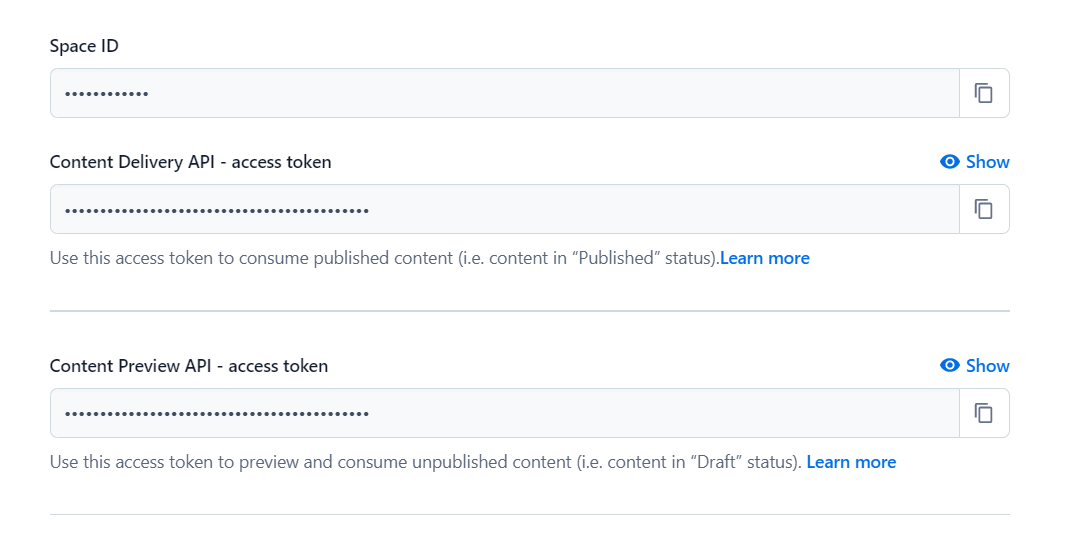 Space ID
••••••••••••
Content Delivery API - access token
Show
•••••••••••••••••••••••••••••••••••••••••••
Use this access token to consume published content (i.e. content in “Published” status).Learn more
Content Preview API - access token
Show
•••••••••••••••••••••••••••••••••••••••••••
Use this access token to preview and consume unpublished content (i.e. content in “Draft” status). Learn more